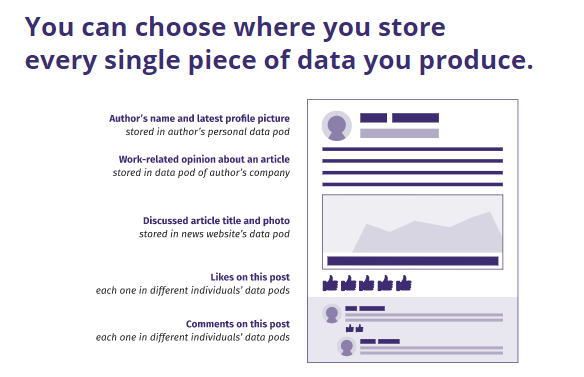 You can choose where you store
every single piece of data you produce.
Author's name and latest profile picture
stored in author's personal data pod
Work-related opinion about an article
stored in data pod of author's company
Discussed article title and photo
stored in news website's data pod
Likes on this post
each one in different individuals' data pods
Comments on this post
each one in different individuals' data pods